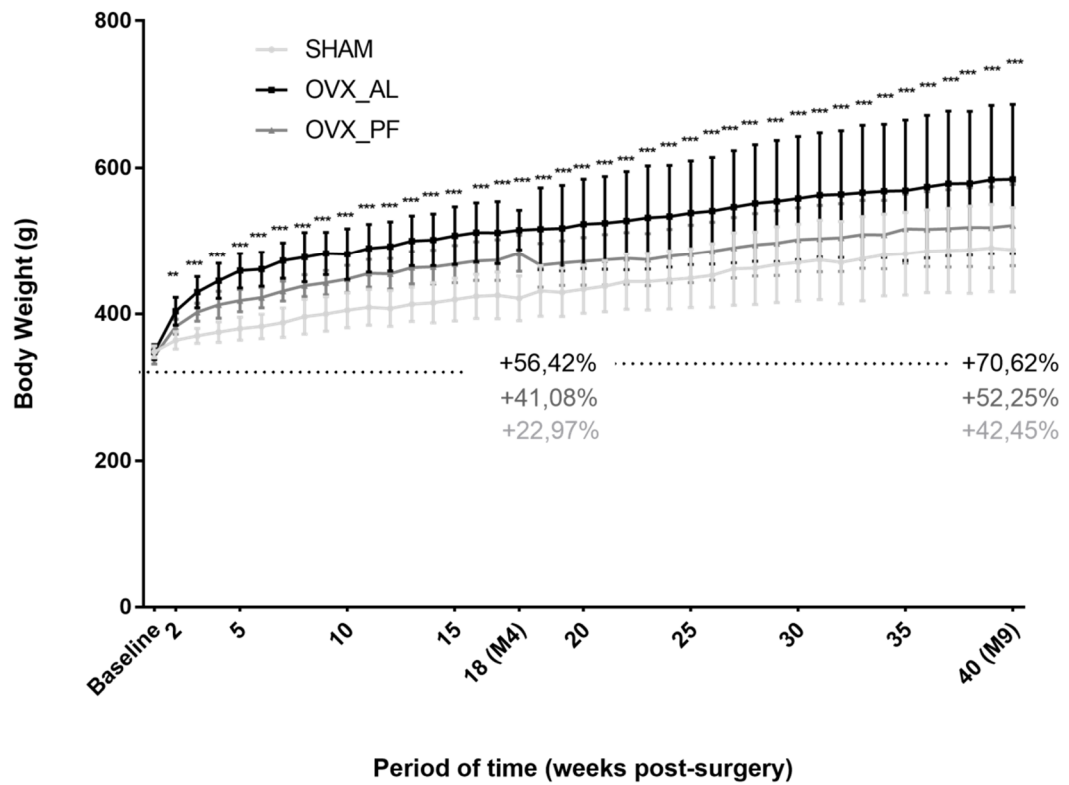 800
600
400
200
0
Body Weight (g)
SHAM
OVX_AL
OVX_PF
** *** *** *** *** *** *** *** *** *** *** *** *** *** *** *** *** *** *** *** *** *** *** *** *** *** *** *** *** *** *** *** *** *** *** *** *** *** *** ***
+56,42% +70,62%
+41,08% +52,25%
+22,97% +42,45%
Baseline 2 5 10 15 18 (M4) 20 25 30 35 40 (M9)
Period of time (weeks post-surgery)